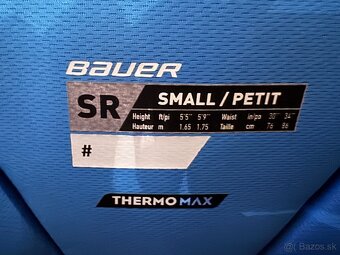 BAUER
SR
SMALL / PETIT
Height ft/pi 5'5" 5'9" Waist in/po 30" 34"
Hauteur m 1.65 1.75 Taille cm 76 86
#
THERMO MAX
Bazos.sk